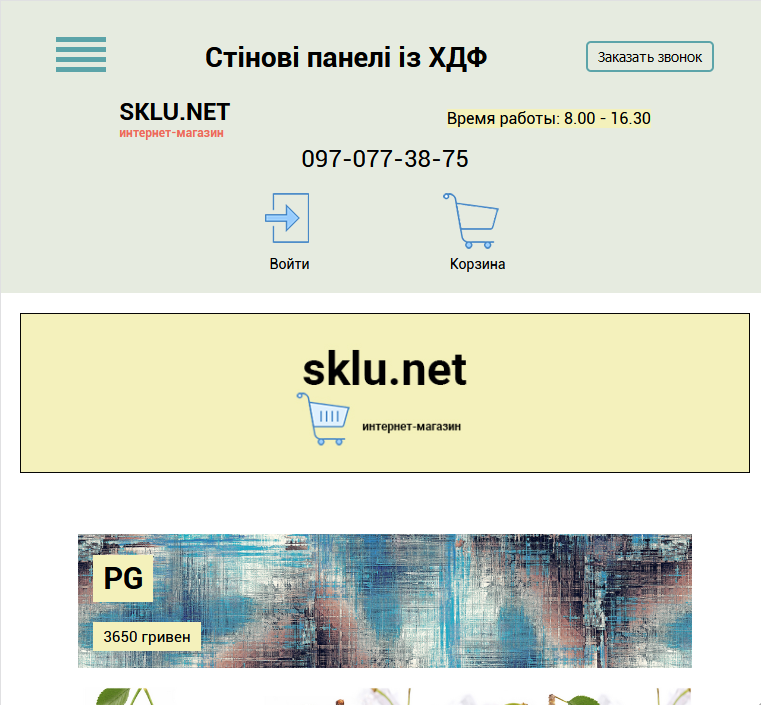 Стінові панелі із ХДФ
Заказать звонок
SKLU.NET
интернет-магазин
Время работы: 8.00 - 16.30
097-077-38-75
Войти
Корзина
sklu.net
интернет-магазин
PG
3650 гривен